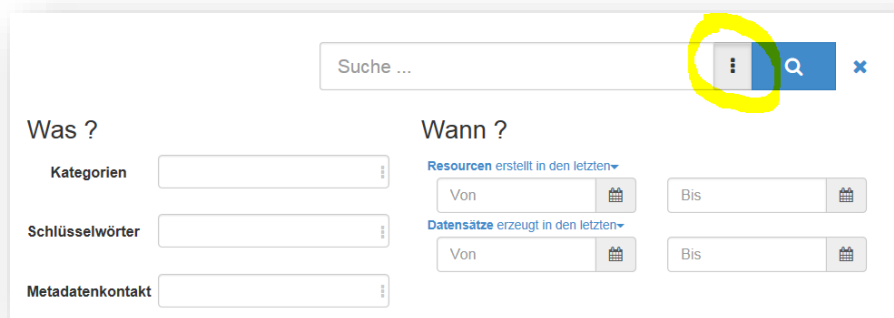 Suche ...
Was ?
Wann ?
Kategorien
Resourcen erstellt in den letzten
Von
Bis
Schlüsselwörter
Datensätze erzeugt in den letzten
Von
Bis
Metadatenkontakt